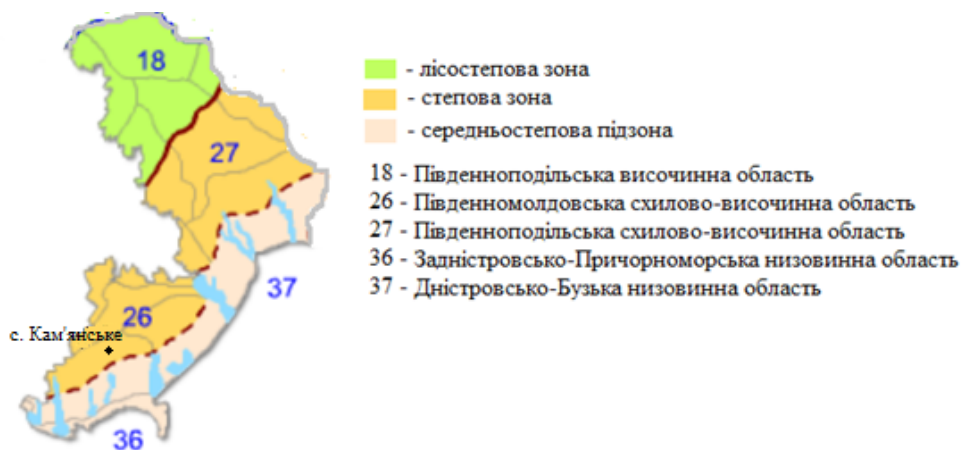 18
27
37
26
с. Кам'янське
36
- лісостепова зона
- степова зона
- середньостепова підзона
18 - Південноподільська височинна область
26 - Південномолдовська схилово-височинна область
27 - Південноподільська схилово-височинна область
36 - Задністровсько-Причорноморська низовинна область
37 - Дністровсько-Бузька низовинна область